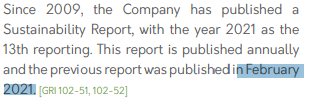 Since 2009, the Company has published a
Sustainability Report, with the year 2021 as the
13th reporting. This report is published annually
and the previous report was published in February
2021. [GRI 102-51, 102-52]